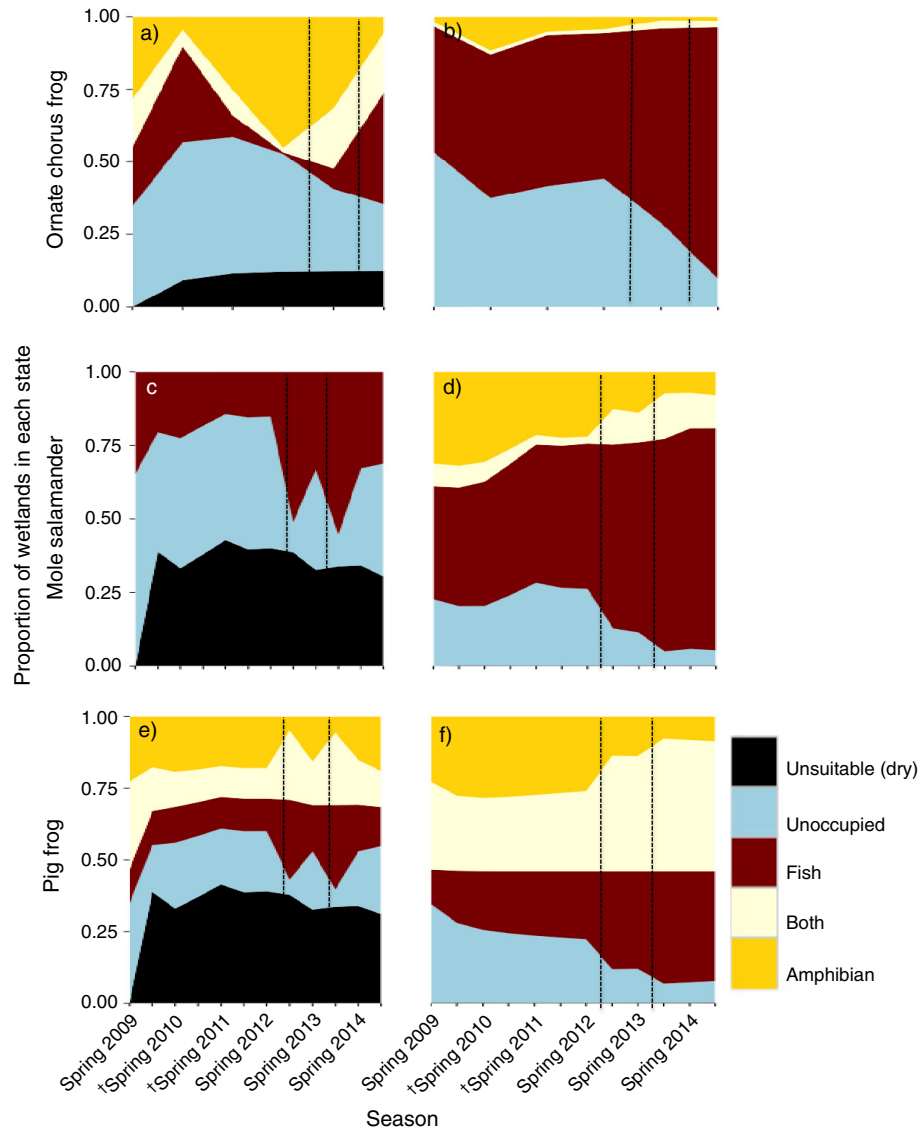 Proportion of wetlands in each state
Ornate chorus frog
1.00
0.75
0.50
0.25
0.00
a)
b)
Mole salamander
1.00
0.75
0.50
0.25
0.00
c
d)
Pig frog
1.00
0.75
0.50
0.25
0.00
e)
f)
Unsuitable (dry)
Unoccupied
Fish
Both
Amphibian
Spring 2009
†Spring 2010
†Spring 2011
Spring 2012
Spring 2013
Spring 2014
Spring 2009
†Spring 2010
†Spring 2011
Spring 2012
Spring 2013
Spring 2014
Season